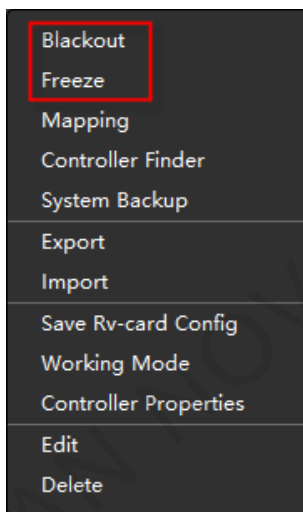 Blackout
Freeze
Mapping
Controller Finder
System Backup
Export
Import
Save Rv-card Config
Working Mode
Controller Properties
Edit
Delete